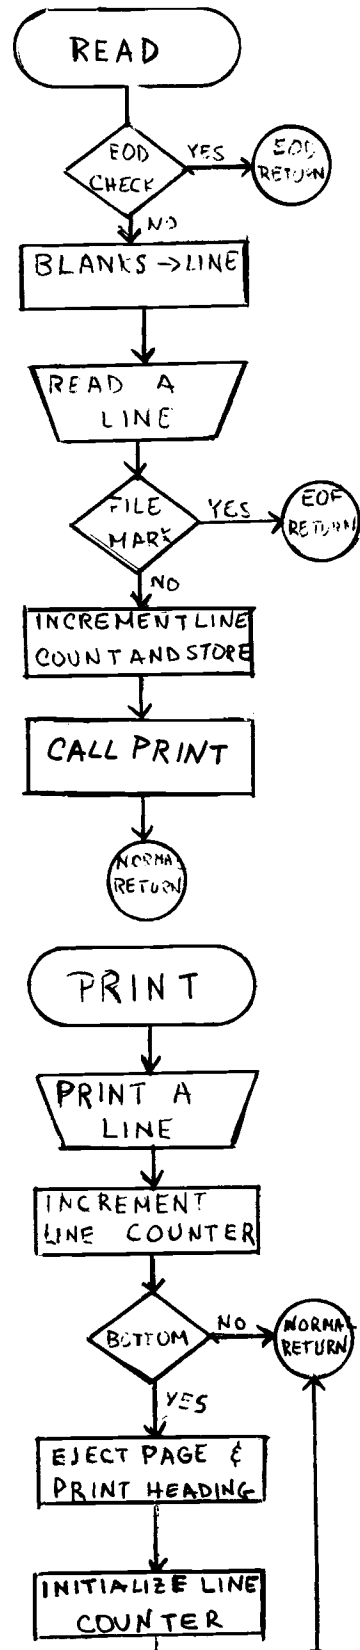 READ
EOD
CHECK
YES
EOD
RETURN
NO
BLANKS → LINE
READ A
LINE
FILE
MARK
YES
EOF
RETURN
NO
INCREMENT LINE
COUNT AND STORE
CALL PRINT
NORMAL
RETURN
PRINT
PRINT A
LINE
INCREMENT
LINE COUNTER
BOTTOM
NO
NORMAL
RETURN
YES
EJECT PAGE &
PRINT HEADING
INITIALIZE LINE
COUNTER